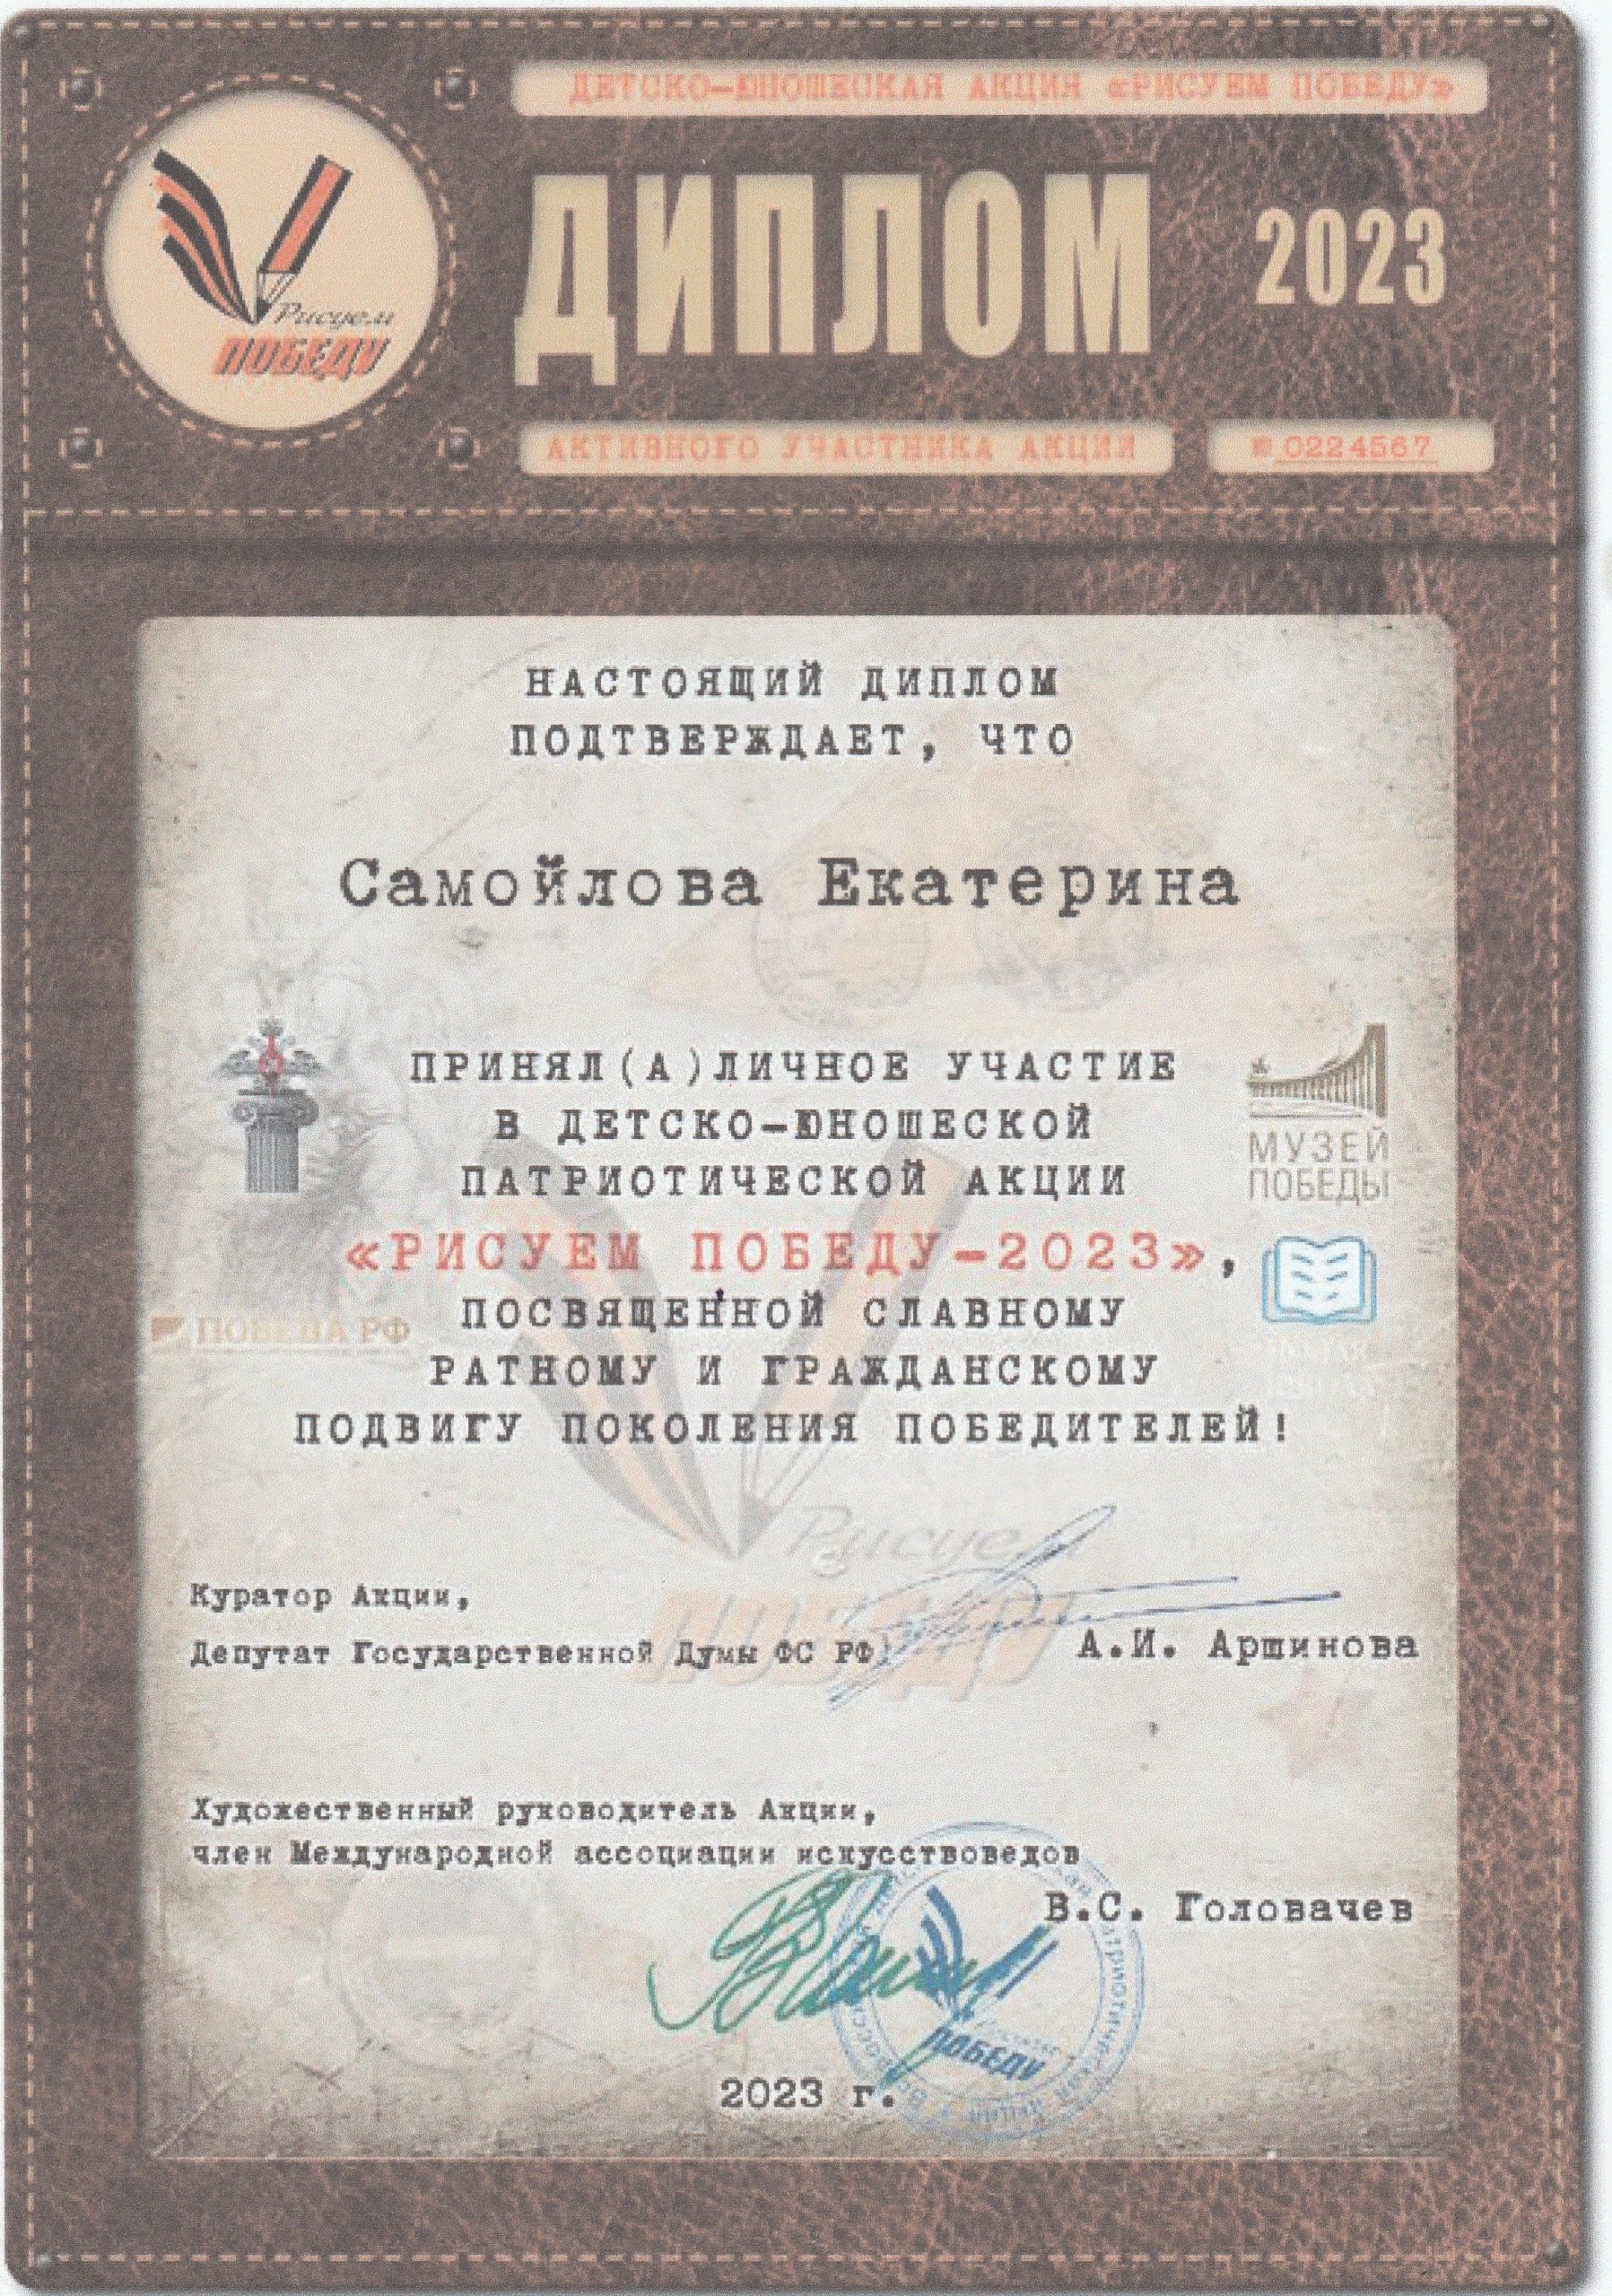 ДЕТСКО-ЮНОШЕСКАЯ АКЦИЯ «РИСУЕМ ПОБЕДУ»
ДИПЛОМ 2023
Рисуем
ПОБЕДУ
АКТИВНОГО УЧАСТНИКА АКЦИИ № 0224567
НАСТОЯЩИЙ ДИПЛОМ
ПОДТВЕРЖДАЕТ, ЧТО
Самойлова Екатерина
ПРИНЯЛ(А)ЛИЧНОЕ УЧАСТИЕ
В ДЕТСКО-ЮНОШЕСКОЙ
ПАТРИОТИЧЕСКОЙ АКЦИИ
МУЗЕЙ
ПОБЕДЫ
«РИСУЕМ ПОБЕДУ-2023»,
ПОСВЯЩЕННОЙ СЛАВНОМУ
ПОБЕДА РФ
РАТНОМУ И ГРАЖДАНСКОМУ
ПОДВИГУ ПОКОЛЕНИЯ ПОБЕДИТЕЛЕЙ!
Рисуем
ПОБЕДУ
Куратор Акции,
Депутат Государственной Думы ФС РФ
А.И. Аршинова
Художественный руководитель Акции,
член Международной ассоциации искусствоведов
В.С. Головачев
ПОБЕДУ
2023 г.